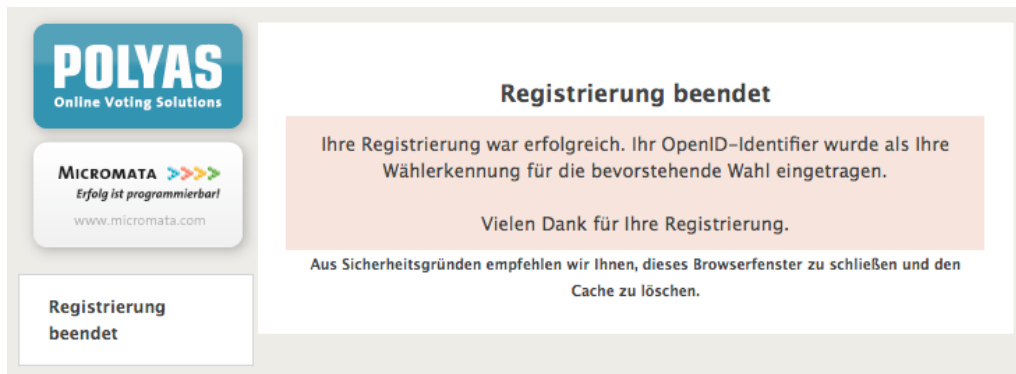 POLYAS
Online Voting Solutions
MICROMATA >>>>
Erfolg ist programmierbar!
www.micromata.com
Registrierung
beendet
Registrierung beendet
Ihre Registrierung war erfolgreich. Ihr OpenID-Identifier wurde als Ihre
Wählerkennung für die bevorstehende Wahl eingetragen.
Vielen Dank für Ihre Registrierung.
Aus Sicherheitsgründen empfehlen wir Ihnen, dieses Browserfenster zu schließen und den
Cache zu löschen.